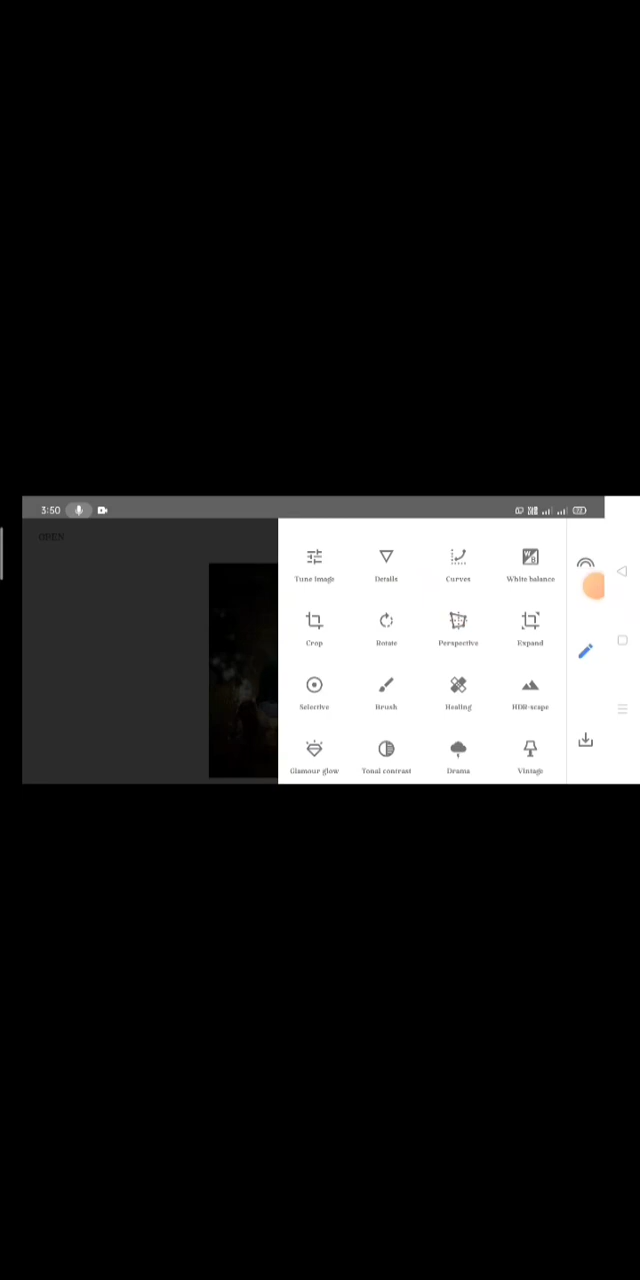 3:50
OPEN
Tune image Details Curves White balance
Crop Rotate Perspective Expand
Selective Brush Healing HDR-scape
Glamour glow Tonal contrast Drama Vintage